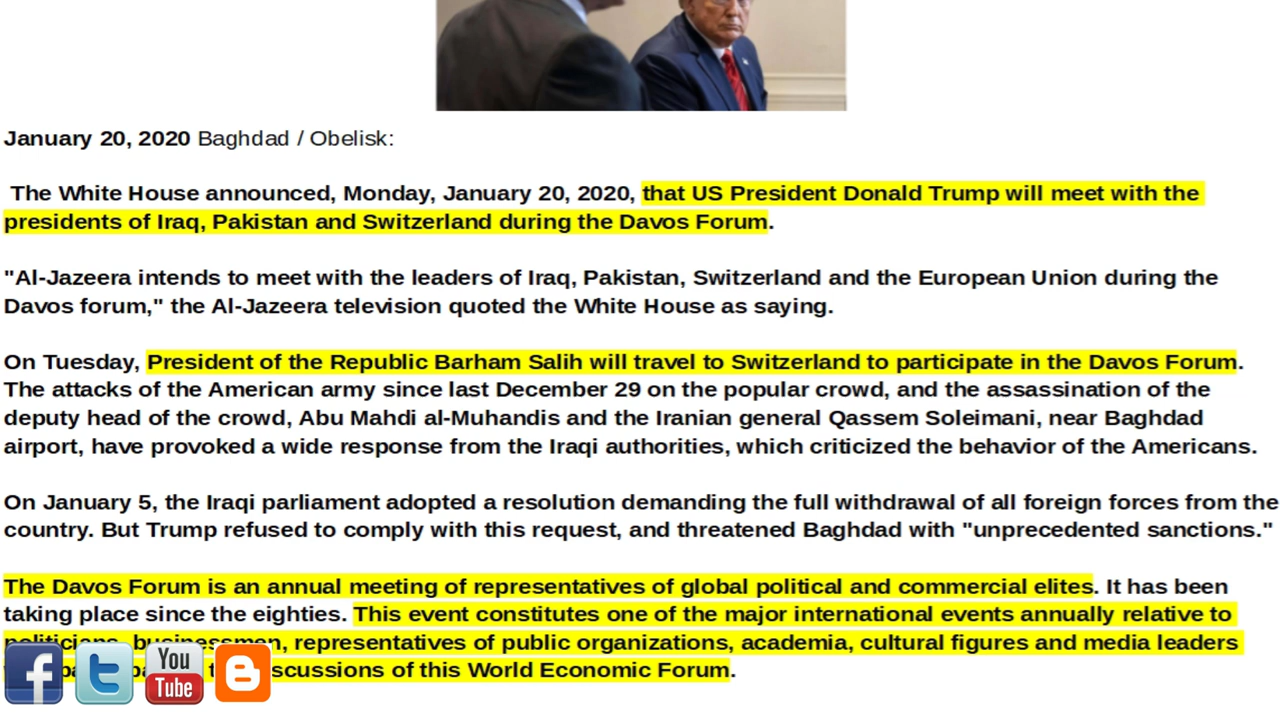 January 20, 2020 Baghdad / Obelisk:
The White House announced, Monday, January 20, 2020, that US President Donald Trump will meet with the
presidents of Iraq, Pakistan and Switzerland during the Davos Forum.
"Al-Jazeera intends to meet with the leaders of Iraq, Pakistan, Switzerland and the European Union during the
Davos forum," the Al-Jazeera television quoted the White House as saying.
On Tuesday, President of the Republic Barham Salih will travel to Switzerland to participate in the Davos Forum.
The attacks of the American army since last December 29 on the popular crowd, and the assassination of the
deputy head of the crowd, Abu Mahdi al-Muhandis and the Iranian general Qassem Soleimani, near Baghdad
airport, have provoked a wide response from the Iraqi authorities, which criticized the behavior of the Americans.
On January 5, the Iraqi parliament adopted a resolution demanding the full withdrawal of all foreign forces from the
country. But Trump refused to comply with this request, and threatened Baghdad with "unprecedented sanctions."
The Davos Forum is an annual meeting of representatives of global political and commercial elites. It has been
taking place since the eighties. This event constitutes one of the major international events annually relative to
politicians, businessmen, representatives of public organizations, academia, cultural figures and media leaders
of this World Economic Forum.
You
Tube